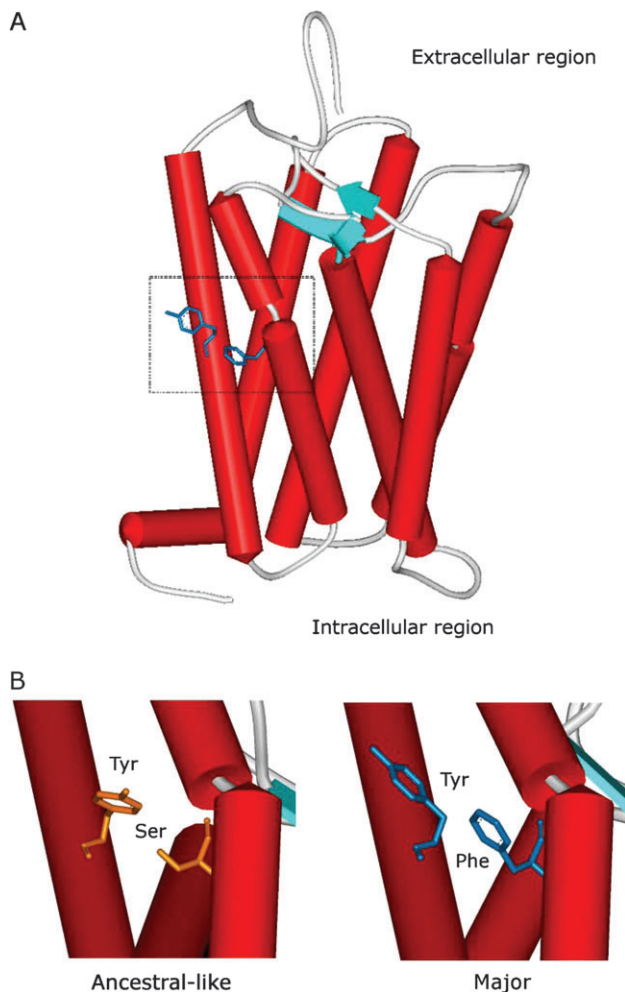 A
Extracellular region
Intracellular region
B
Tyr
Ser
Tyr
Phe
Ancestral-like
Major